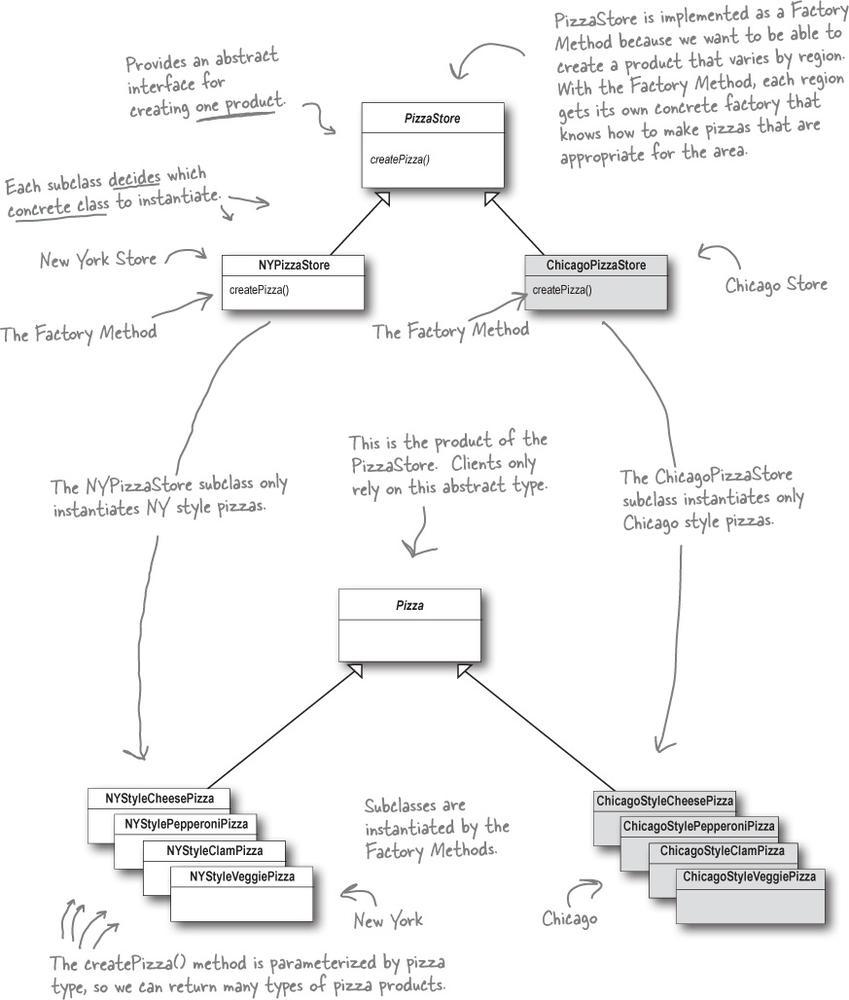 PizzaStore is implemented as a Factory
Method because we want to be able to
create a product that varies by region.
With the Factory Method, each region
gets its own concrete factory that
knows how to make pizzas that are
appropriate for the area.
Provides an abstract
interface for
creating one product.
PizzaStore
createPizza()
Each subclass decides which
concrete class to instantiate.
New York Store
NYPizzaStore
createPizza()
ChicagoPizzaStore
createPizza()
Chicago Store
The Factory Method
The Factory Method
This is the product of the
PizzaStore. Clients only
rely on this abstract type.
The NYPizzaStore subclass only
instantiates NY style pizzas.
The ChicagoPizzaStore
subclass instantiates only
Chicago style pizzas.
Pizza
NYStyleCheesePizza
NYStylePepperoniPizza
NYStyleClamPizza
NYStyleVeggiePizza
Subclasses are
instantiated by the
Factory Methods.
ChicagoStyleCheesePizza
ChicagoStylePepperoniPizza
ChicagoStyleClamPizza
ChicagoStyleVeggiePizza
New York
Chicago
The createPizza() method is parameterized by pizza
type, so we can return many types of pizza products.